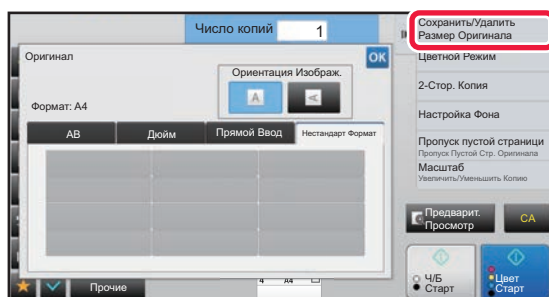 Число копий 1
Сохранить/Удалить
Размер Оригинала
Оригинал
OK
Цветной Режим
Ориентация Изображ.
A A
Формат: A4
2-Стор. Копия
Настройка Фона
AB Дюйм Прямой Ввод Нестандарт Формат
Пропуск пустой страници
Пропуск Пустой Стр. Оригинала
Масштаб
Увеличить/Уменьшить Копию
Предварит.
Просмотр
CA
Прочие
A4
Ч/Б
Старт
Цвет
Старт